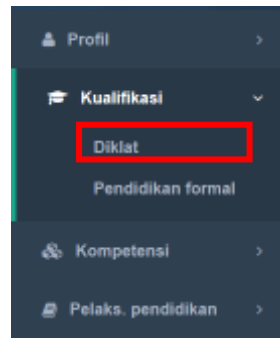 Profil
Kualifikasi
Diklat
Pendidikan formal
Kompetensi
Pelaks. pendidikan